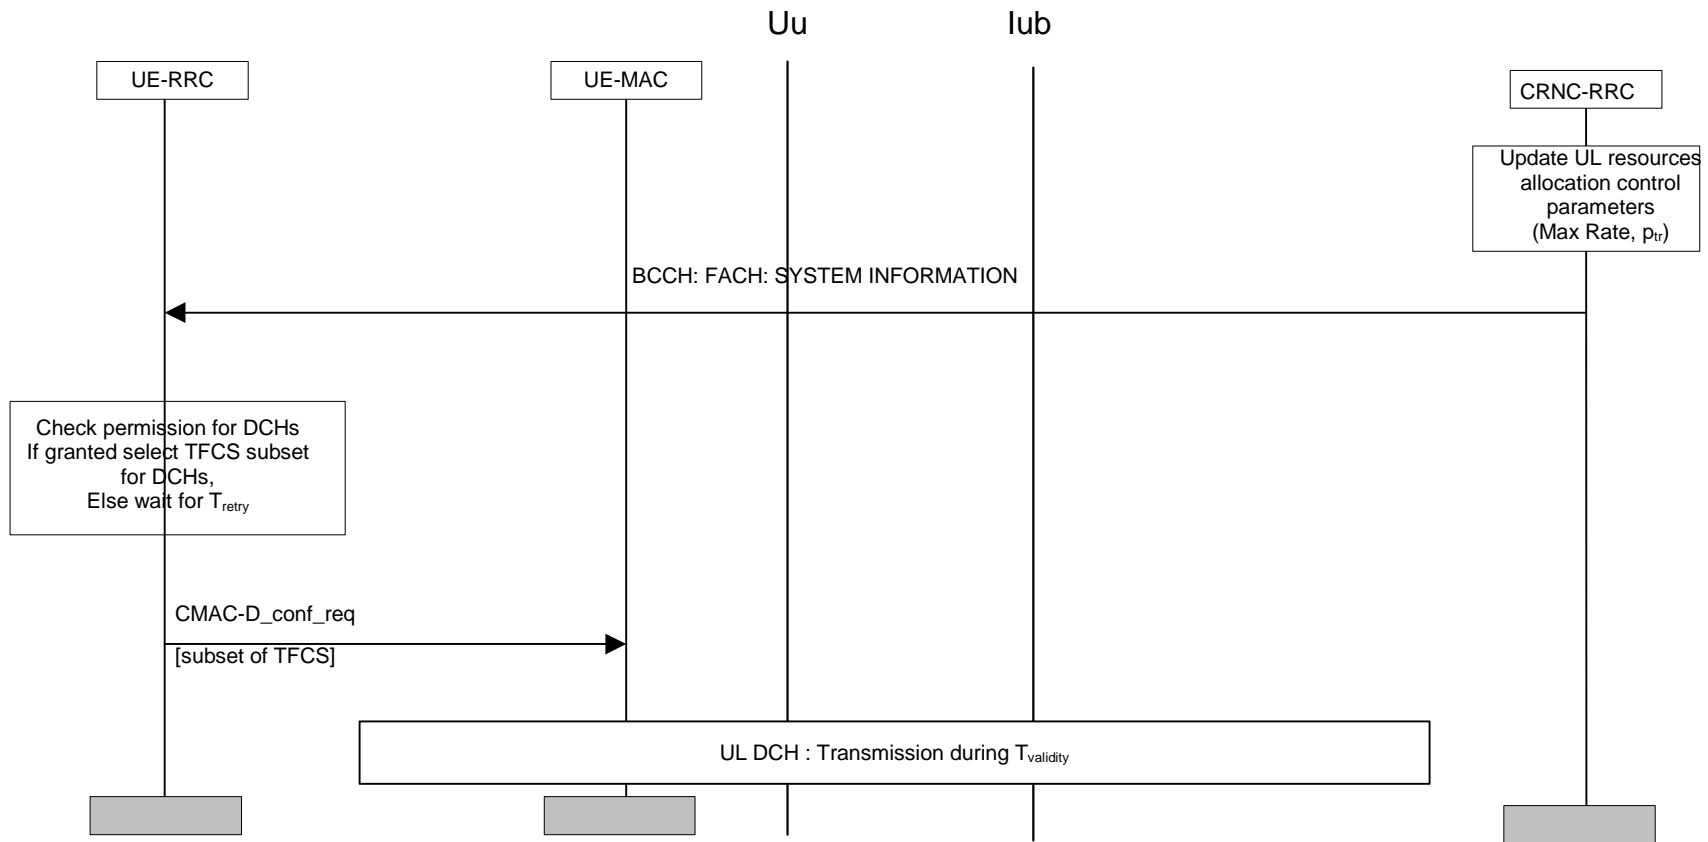 Uu
Iub
UE-RRC
UE-MAC
CRNC-RRC
Update UL resources
allocation control
parameters
(Max Rate, ptr)
BCCH: FACH: SYSTEM INFORMATION
Check permission for DCHs
If granted select TFCS subset
for DCHs,
Else wait for Tretry
CMAC-D_conf_req
[subset of TFCS]
UL DCH : Transmission during Tvalidity